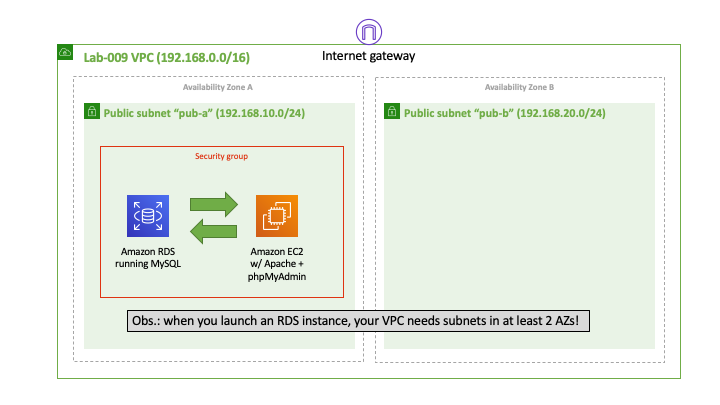 Internet gateway
Lab-009 VPC (192.168.0.0/16)
Availability Zone A
Public subnet “pub-a” (192.168.10.0/24)
Security group
Amazon RDS
running MySQL
Amazon EC2
w/ Apache +
phpMyAdmin
Availability Zone B
Public subnet “pub-b” (192.168.20.0/24)
Obs.: when you launch an RDS instance, your VPC needs subnets in at least 2 AZs!